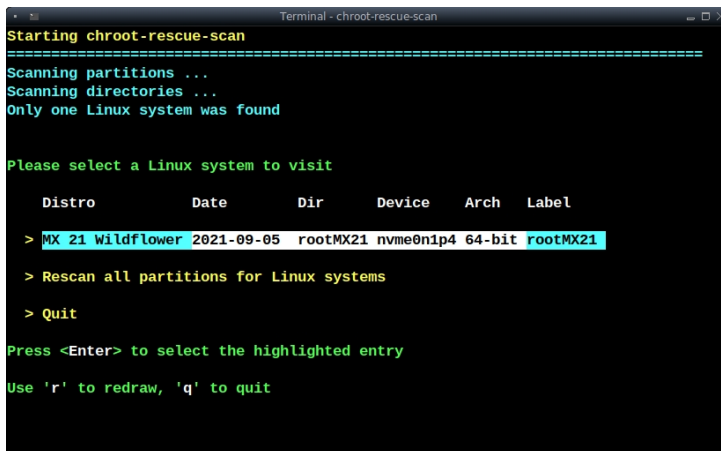 Terminal - chroot-rescue-scan
Starting chroot-rescue-scan
===============================================================================
Scanning partitions ...
Scanning directories ...
Only one Linux system was found
Please select a Linux system to visit
Distro Date Dir Device Arch Label
> MX 21 Wildflower 2021-09-05 rootMX21 nvme0n1p4 64-bit rootMX21
> Rescan all partitions for Linux systems
> Quit
Press <Enter> to select the highlighted entry
Use 'r' to redraw, 'q' to quit